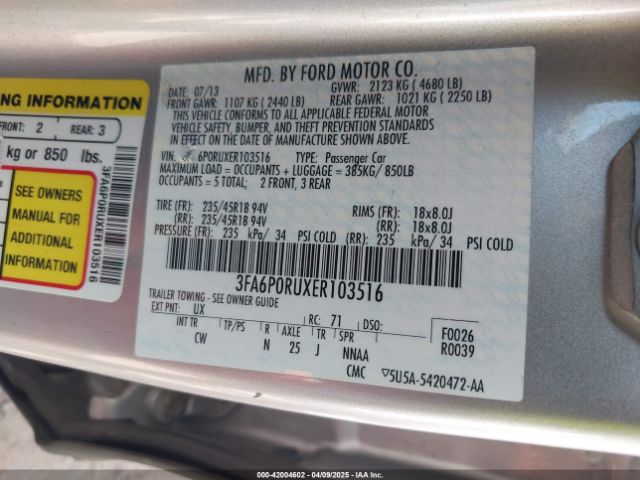 NG INFORMATION
FRONT: 2 REAR: 3
kg or 850 lbs.
SEE OWNERS
MANUAL FOR
ADDITIONAL
INFORMATION
3FA6P0RUXER103516
MFD. BY FORD MOTOR CO.
DATE: 07/13 GVWR: 2123 KG ( 4680 LB)
FRONT GAWR: 1107 KG ( 2440 LB) REAR GAWR: 1021 KG ( 2250 LB)
THIS VEHICLE CONFORMS TO ALL APPLICABLE FEDERAL MOTOR
VEHICLE SAFETY, BUMPER, AND THEFT PREVENTION STANDARDS
IN EFFECT ON THE DATE OF MANUFACTURE SHOWN ABOVE.
VIN: 6P0RUXER103516 TYPE: Passenger Car
MAXIMUM LOAD = OCCUPANTS + LUGGAGE = 385KG/ 850LB
OCCUPANTS = 5 TOTAL; 2 FRONT, 3 REAR
TIRE (FR): 235/45R18 94V RIMS (FR): 18x8.0J
(RR): 235/45R18 94V (RR): 18x8.0J
PRESSURE (FR): 235 kPa/ 34 PSI COLD (RR): 235 kPa/ 34 PSI COLD
3FA6P0RUXER103516
TRAILER TOWING - SEE OWNER GUIDE
EXT PNT: UX RC: 71 DSO:
INT TR TP/PS R AXLE TR SPR F0026
CW N 25 J NNAA R0039
CMC ▽5U5A-5420472-AA
000-42004602 - 04/09/2025 - IAAI.com